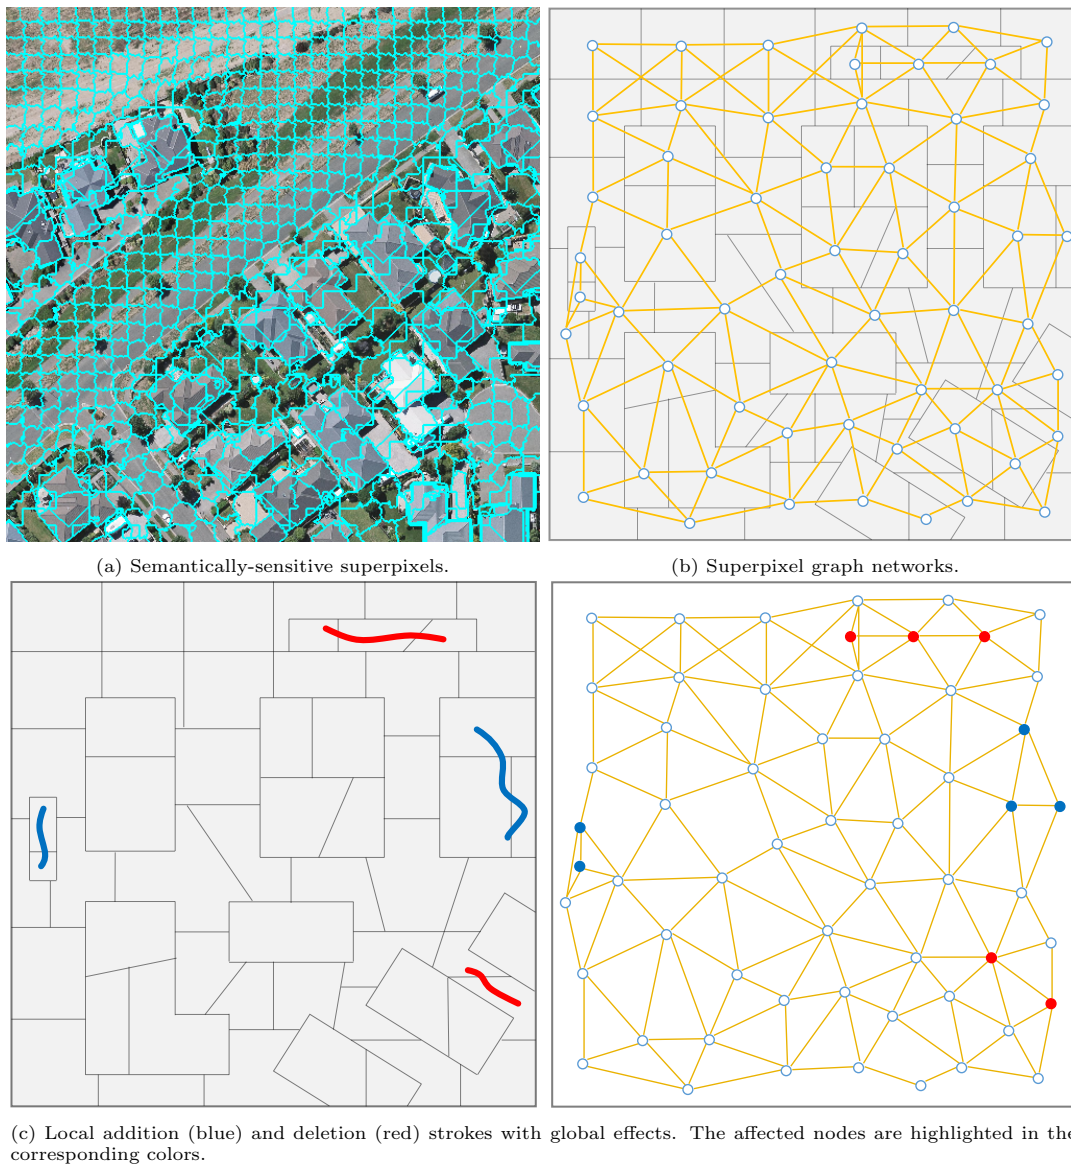 (a) Semantically-sensitive superpixels.
(b) Superpixel graph networks.
(c) Local addition (blue) and deletion (red) strokes with global effects. The affected nodes are highlighted in the
corresponding colors.